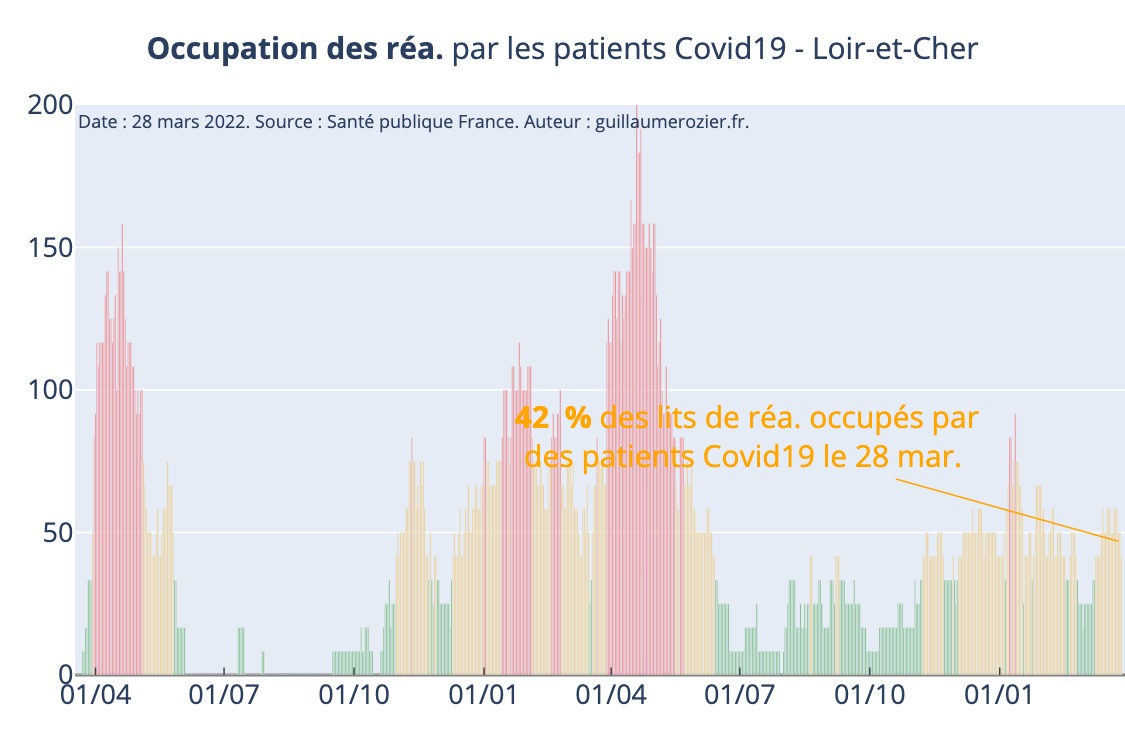 Occupation des réa. par les patients Covid19 - Loir-et-Cher
200
Date : 28 mars 2022. Source : Santé publique France. Auteur : guillaumerozier.fr.
150
100
42 % des lits de réa. occupés par
des patients Covid19 le 28 mar.
50
0
01/04 01/07 01/10 01/01 01/04 01/07 01/10 01/01